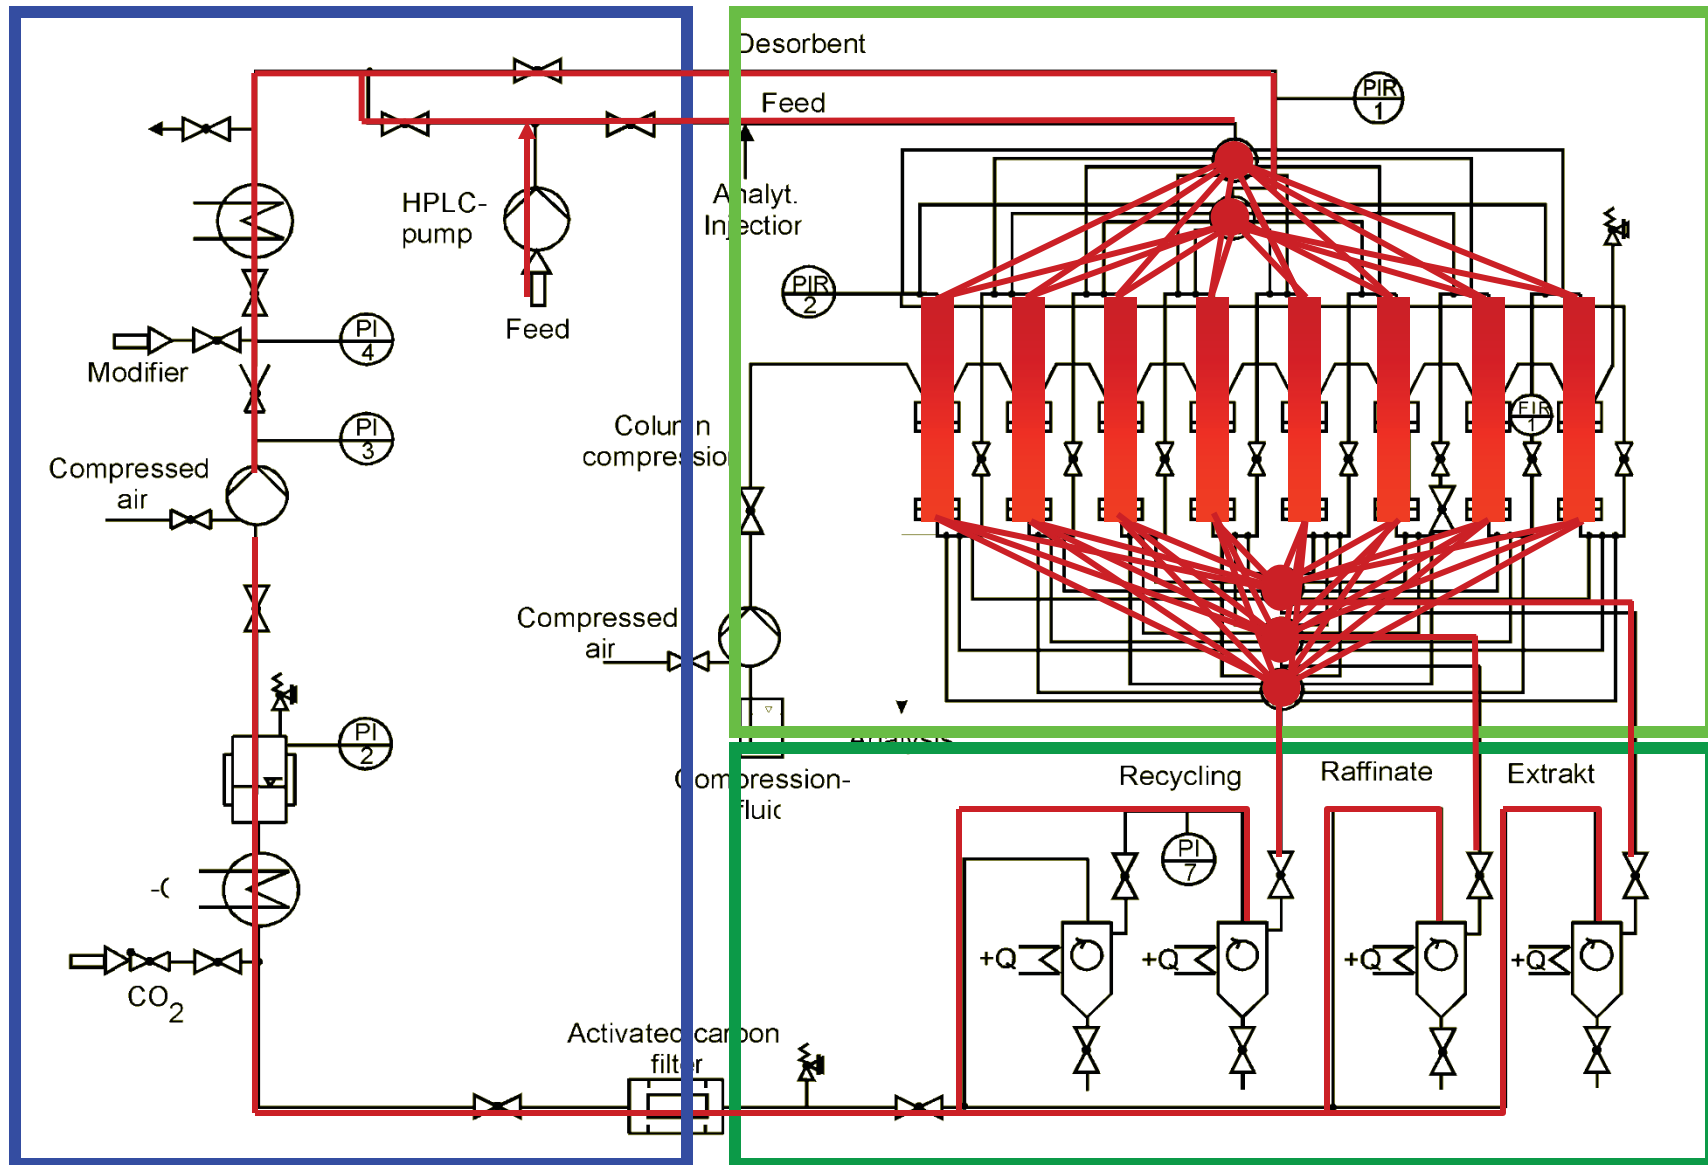 Desorbent
Feed
PIR
1
HPLC-
pump
Analyt.
Injection
PIR
2
Feed
PI
4
Modifier
PI
3
FIR
1
Column
compression
Compressed
air
Compressed
air
PI
2
Analysis
Compression-
fluid
Recycling
Raffinate
Extrakt
PI
7
+Q
+Q
+Q
+Q
CO2
Activated carbon
filter